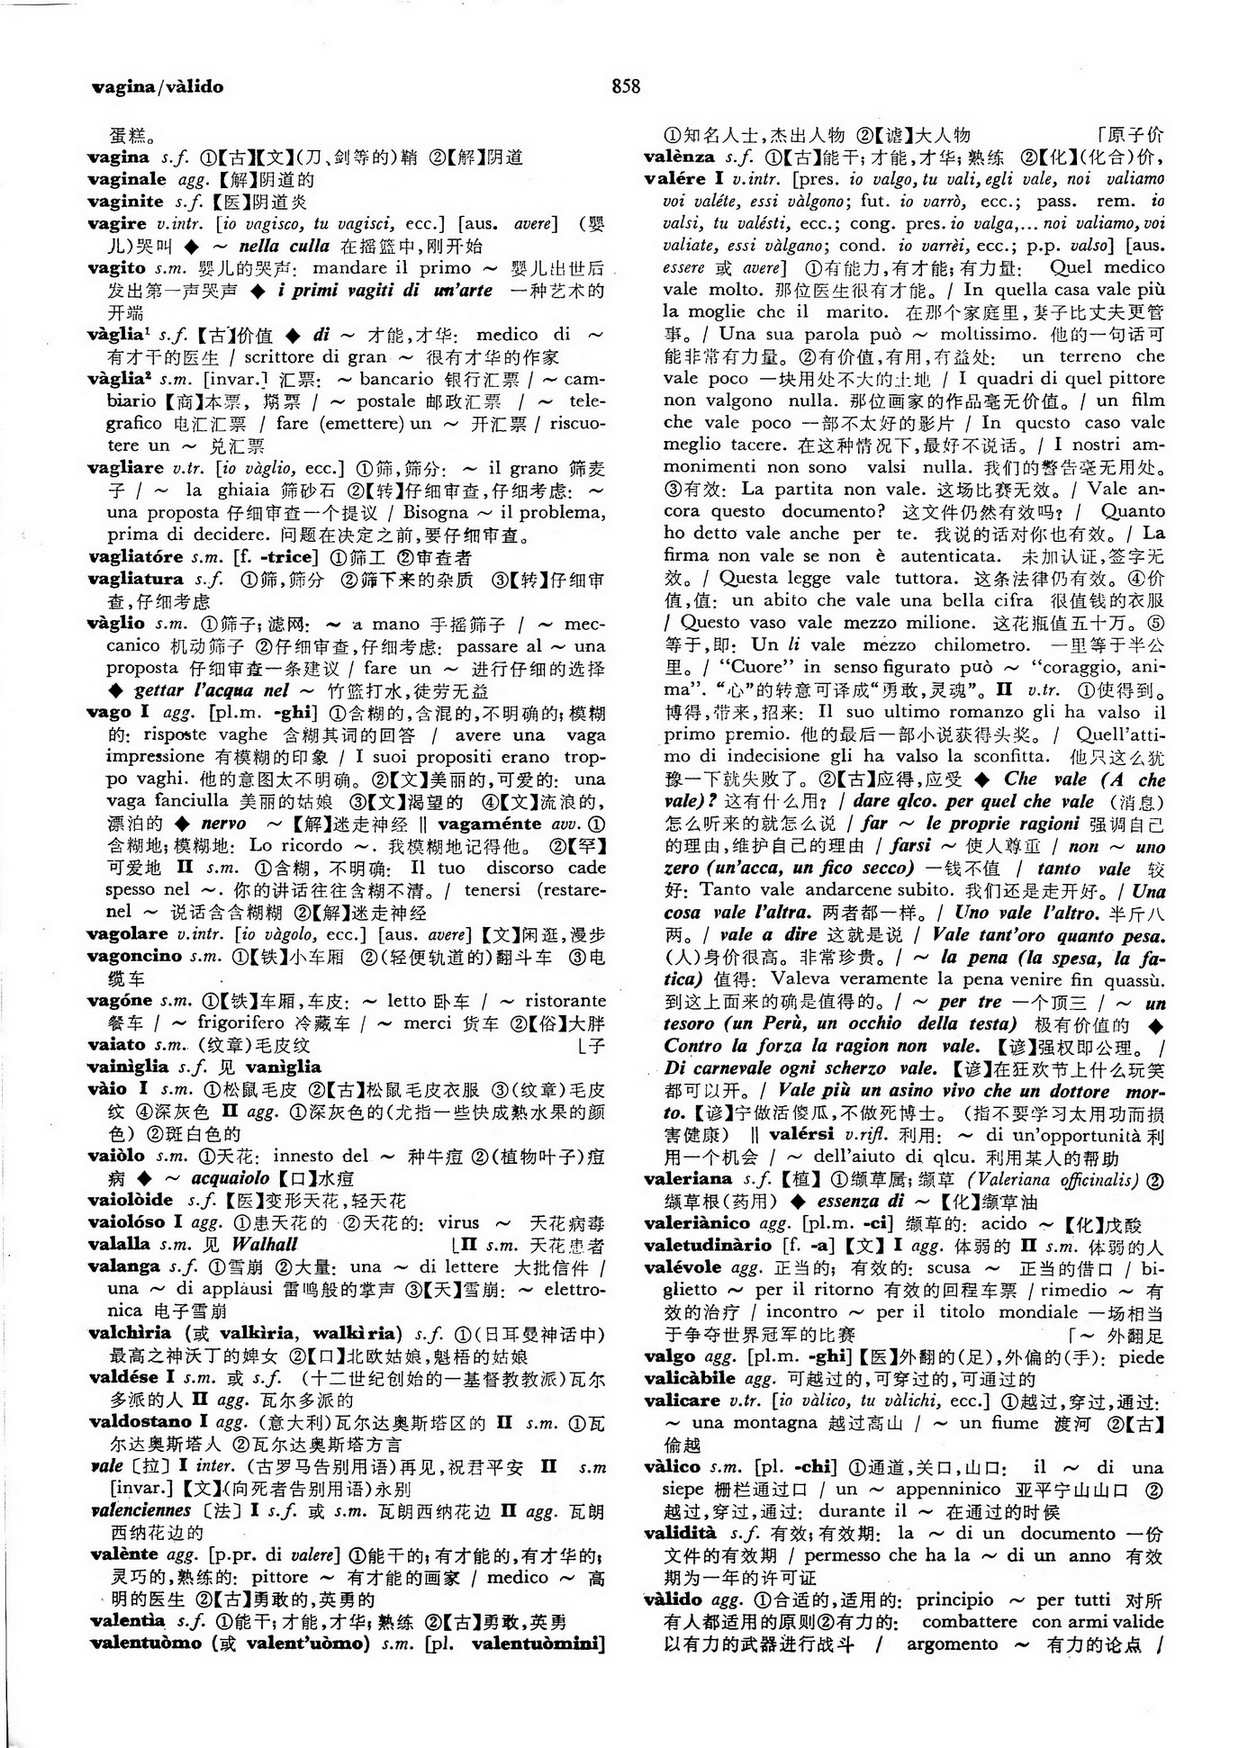 vagina/vàlido
858
蛋糕。
vagina s.f. ①【古】【文】(刀、剑等的)鞘 ②【解】阴道
vaginale agg. 【解】阴道的
vaginite s.f. 【医】阴道炎
vagire v.intr. [io vagisco, tu vagisci, ecc.] [aus. avere] (婴
儿)哭叫 ◆ ~ nella culla 在摇篮中,刚开始
vagito s.m. 婴儿的哭声: mandare il primo ~ 婴儿出世后
发出第一声哭声 ◆ i primi vagiti di un'arte 一种艺术的
开端
vàglia¹ s.f. 【古】价值 ◆ di ~ 才能,才华: medico di ~
有才干的医生 / scrittore di gran ~ 很有才华的作家
vàglia² s.m. [invar.] 汇票: ~ bancario 银行汇票 / ~ cam-
biario 【商】本票, 期票 / ~ postale 邮政汇票 / ~ tele-
grafico 电汇汇票 / fare (emettere) un ~ 开汇票 / riscuo-
tere un ~ 兑汇票
vagliare v.tr. [io vàglio, ecc.] ①筛,筛分: ~ il grano 筛麦
子 / ~ la ghiaia 筛砂石 ②【转】仔细审查,仔细考虑: ~
una proposta 仔细审查一个提议 / Bisogna ~ il problema,
prima di decidere. 问题在决定之前,要仔细审查。
vagliatóre s.m. [f. -trice] ①筛工 ②审查者
vagliatura s.f. ①筛,筛分 ②筛下来的杂质 ③【转】仔细审
查,仔细考虑
vàglio s.m. ①筛子;滤网: ~ a mano 手摇筛子 / ~ mec-
canico 机动筛子 ②仔细审查,仔细考虑: passare al ~ una
proposta 仔细审查一条建议 / fare un ~ 进行仔细的选择
◆ gettar l'acqua nel ~ 竹篮打水,徒劳无益
vago I agg. [pl.m. -ghi] ①含糊的,含混的,不明确的;模糊
的: risposte vaghe 含糊其词的回答 / avere una vaga
impressione 有模糊的印象 / I suoi propositi erano trop-
po vaghi. 他的意图太不明确。②【文】美丽的,可爱的: una
vaga fanciulla 美丽的姑娘 ③【文】渴望的 ④【文】流浪的,
漂泊的 ◆ nervo ~ 【解】迷走神经 ‖ vagaménte avv. ①
含糊地;模糊地: Lo ricordo ~. 我模糊地记得他。 ②【罕】
可爱地 II s.m. ①含糊, 不明确: Il tuo discorso cade
spesso nel ~. 你的讲话往往含糊不清。/ tenersi (restare-
nel ~ 说话含含糊糊 ②【解】迷走神经
vagolare v.intr. [io vàgolo, ecc.] [aus. avere] 【文】闲逛,漫步
vagoncino s.m. ①【铁】小车厢 ②(轻便轨道的)翻斗车 ③电
缆车
vagóne s.m. ①【铁】车厢,车皮: ~ letto 卧车 / ~ ristorante
餐车 / ~ frigorifero 冷藏车 / ~ merci 货车 ②【俗】大胖
vaiato s.m. (纹章)毛皮纹 ⌊子
vainìglia s.f. 见 vanìglia
vàio I s.m. ①松鼠毛皮 ②【古】松鼠毛皮衣服 ③(纹章)毛皮
纹 ④深灰色 II agg. ①深灰色的(尤指一些快成熟水果的颜
色) ②斑白色的
vaiòlo s.m. ①天花: innesto del ~ 种牛痘 ②(植物叶子)痘
病 ◆ ~ acquaiolo 【口】水痘
vaiolòide s.f. 【医】变形天花,轻天花
vaiolóso I agg. ①患天花的 ②天花的: virus ~ 天花病毒
valalla s.m. 见 Walhall ⌊II s.m. 天花患者
valanga s.f. ①雪崩 ②大量: una ~ di lettere 大批信件 /
una ~ di applàusi 雷鸣般的掌声 ③【天】雪崩: ~ elettro-
nica 电子雪崩
valchìria (或 valkìria, walkìria) s.f. ①(日耳曼神话中)
最高之神沃丁的婢女 ②【口】北欧姑娘,魁梧的姑娘
valdése I s.m. 或 s.f. (十二世纪创始的一基督教教派)瓦尔
多派的人 II agg. 瓦尔多派的
valdostano I agg. (意大利)瓦尔达奥斯塔区的 II s.m. ①瓦
尔达奥斯塔人 ②瓦尔达奥斯塔方言
vale 〔拉〕I inter. (古罗马告别用语)再见,祝君平安 II s.m
[invar.] 【文】(向死者告别用语)永别
valenciennes 〔法〕I s.f. 或 s.m. 瓦朗西纳花边 II agg. 瓦朗
西纳花边的
valènte agg. [p.pr. di valere] ①能干的;有才能的,有才华的;
灵巧的,熟练的: pittore ~ 有才能的画家 / medico ~ 高
明的医生 ②【古】勇敢的,英勇的
valentìa s.f. ①能干;才能,才华;熟练 ②【古】勇敢,英勇
valentuòmo (或 valent'uòmo) s.m. [pl. valentuòmini]
①知名人士,杰出人物 ②【谑】大人物 「原子价
valènza s.f. ①【古】能干;才能,才华;熟练 ②【化】(化合)价,
valére I v.intr. [pres. io valgo, tu vali, egli vale, noi valiamo
voi valéte, essi vàlgono; fut. io varrò, ecc.; pass. rem. io
valsi, tu valésti, ecc.; cong. pres. io valga,... noi valiamo, voi
valiate, essi vàlgano; cond. io varrèi, ecc.; p.p. valso] [aus.
essere 或 avere] ①有能力,有才能;有力量: Quel medico
vale molto. 那位医生很有才能。/ In quella casa vale più
la moglie che il marito. 在那个家庭里,妻子比丈夫更管
事。/ Una sua parola può ~ moltissimo. 他的一句话可
能非常有力量。②有价值,有用,有益处: un terreno che
vale poco 一块用处不大的土地 / I quadri di quel pittore
non valgono nulla. 那位画家的作品毫无价值。/ un film
che vale poco 一部不太好的影片 / In questo caso vale
meglio tacere. 在这种情况下,最好不说话。/ I nostri am-
monimenti non sono valsi nulla. 我们的警告毫无用处。
③有效: La partita non vale. 这场比赛无效。/ Vale an-
cora questo documento? 这文件仍然有效吗? / Quanto
ho detto vale anche per te. 我说的话对你也有效。/ La
firma non vale se non è autenticata. 未加认证,签字无
效。/ Questa legge vale tuttora. 这条法律仍有效。④价
值,值: un abito che vale una bella cifra 很值钱的衣服
/ Questo vaso vale mezzo milione. 这花瓶值五十万。⑤
等于,即: Un li vale mèzzo chilometro. 一里等于半公
里。/ “Cuore” in senso figurato può ~ “coraggio, ani-
ma”. “心”的转意可译成“勇敢,灵魂”。II v.tr. ①使得到。
博得,带来,招来: Il suo ultimo romanzo gli ha valso il
primo premio. 他的最后一部小说获得头奖。/ Quell'atti-
mo di indecisione gli ha valso la sconfitta. 他只这么犹
豫一下就失败了。②【古】应得,应受 ◆ Che vale (A che
vale)? 这有什么用? / dare qlco. per quel che vale (消息)
怎么听来的就怎么说 / far ~ le proprie ragioni 强调自己
的理由,维护自己的理由 / farsi ~ 使人尊重 / non ~ uno
zero (un'acca, un fico secco) 一钱不值 / tanto vale 较
好: Tanto vale andarcene subito. 我们还是走开好。/ Una
cosa vale l'altra. 两者都一样。/ Uno vale l'altro. 半斤八
两。/ vale a dire 这就是说 / Vale tant'oro quanto pesa.
(人)身价很高。非常珍贵。/ ~ la pena (la spesa, la fa-
tica) 值得: Valeva veramente la pena venire fin quassù.
到这上面来的确是值得的。/ ~ per tre 一个顶三 / ~ un
tesoro (un Perù, un occhio della testa) 极有价值的 ◆
Contro la forza la ragion non vale. 【谚】强权即公理。 /
Di carnevale ogni scherzo vale. 【谚】在狂欢节上什么玩笑
都可以开。/ Vale più un asino vivo che un dottore mor-
to. 【谚】宁做活傻瓜,不做死博士。(指不要学习太用功而损
害健康) ‖ valérsi v.rifl. 利用: ~ di un'opportunità 利
用一个机会 / ~ dell'aiuto di qlcu. 利用某人的帮助
valeriana s.f. 【植】 ①缬草属;缬草 (Valeriana officinalis) ②
缬草根(药用) ◆ essenza di ~ 【化】缬草油
valeriànico agg. [pl.m. -ci] 缬草的: acido ~ 【化】戊酸
valetudinàrio [f. -a] 【文】 I agg. 体弱的 II s.m. 体弱的人
valévole agg. 正当的; 有效的: scusa ~ 正当的借口 / bi-
glietto ~ per il ritorno 有效的回程车票 / rimedio ~ 有
效的治疗 / incontro ~ per il titolo mondiale 一场相当
于争夺世界冠军的比赛 「~ 外翻足
valgo agg. [pl.m. -ghi] 【医】外翻的(足),外偏的(手): piede
valicàbile agg. 可越过的,可穿过的,可通过的
valicare v.tr. [io vàlico, tu vàlichi, ecc.] ①越过,穿过,通过:
~ una montagna 越过高山 / ~ un fiume 渡河 ②【古】
偷越
vàlico s.m. [pl. -chi] ①通道,关口,山口: il ~ di una
siepe 栅栏通过口 / un ~ appenninico 亚平宁山山口 ②
越过,穿过,通过: durante il ~ 在通过的时候
validità s.f. 有效;有效期: la ~ di un documento 一份
文件的有效期 / permesso che ha la ~ di un anno 有效
期为一年的许可证
vàlido agg. ①合适的,适用的: principio ~ per tutti 对所
有人都适用的原则②有力的: combattere con armi valide
以有力的武器进行战斗 / argomento ~ 有力的论点 /